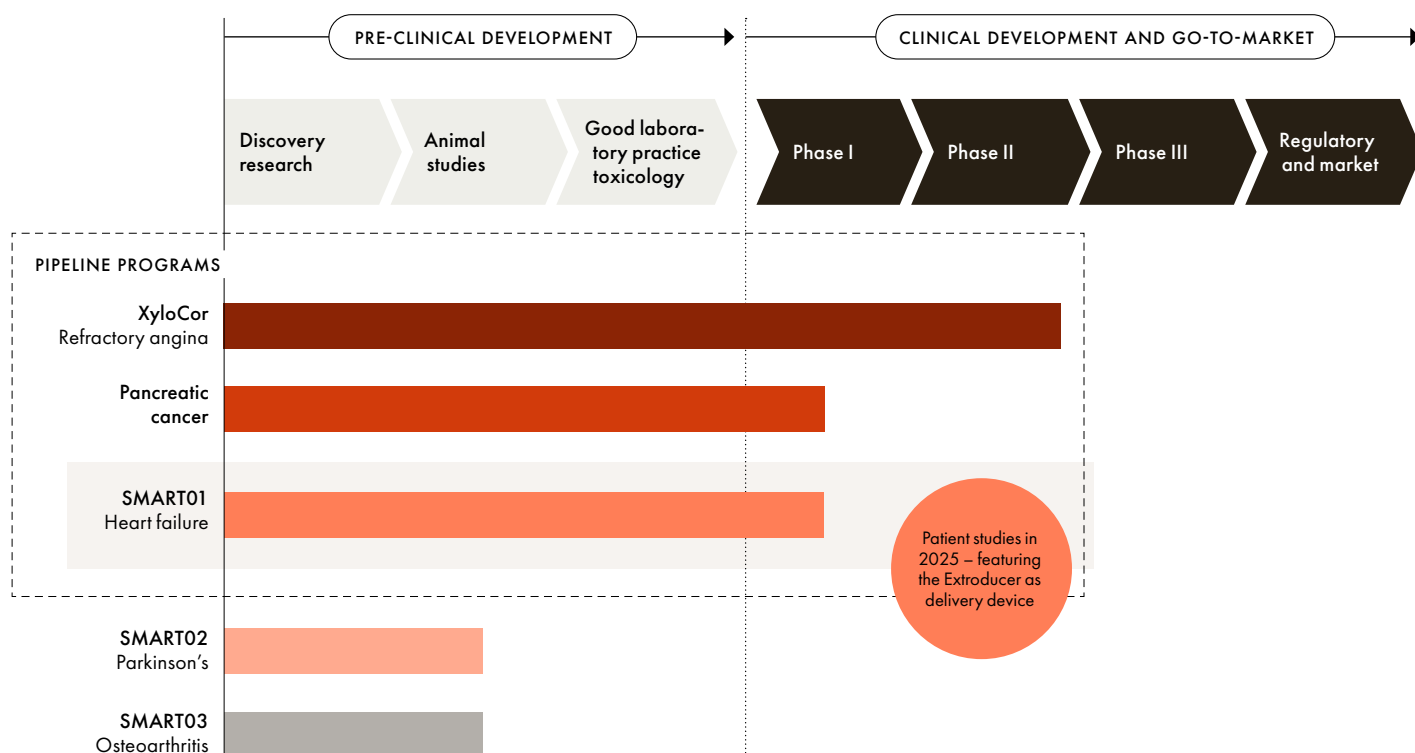 PRE-CLINICAL DEVELOPMENT
CLINICAL DEVELOPMENT AND GO-TO-MARKET
Discovery
research
Animal
studies
Good labora-
tory practice
toxicology
Phase I
Phase II
Phase III
Regulatory
and market
PIPELINE PROGRAMS
XyloCor
Refractory angina
Pancreatic
cancer
SMART01
Heart failure
Patient studies in
2025 – featuring
the Extroducer as
delivery device
SMART02
Parkinson’s
SMART03
Osteoarthritis